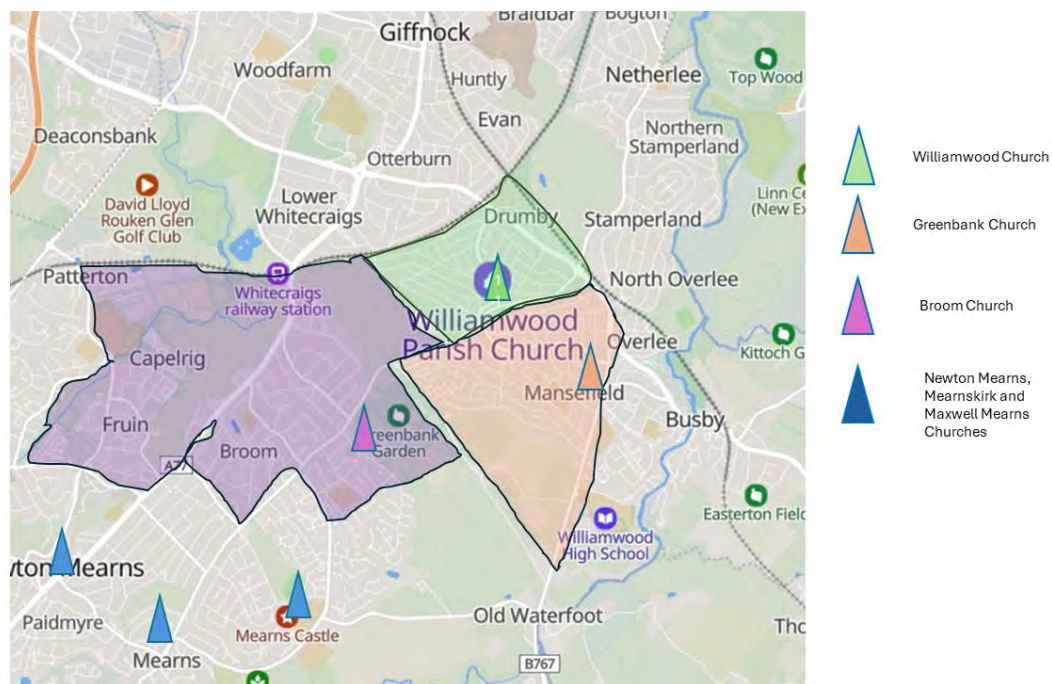 Braidbar
Bogton
Giffnock
Woodfarm
Huntly
Netherlee
Top Wood
Evan
Deaconsbank
Northern
Stamperland
Otterburn
David Lloyd
Rouken Glen
Golf Club
Lower
Whitecraigs
Drumby
Stamperland
Linn Ce
(New Ex
Patterton
Whitecraigs
railway station
North Overlee
Williamwood
Parish Church
Overlee
Kittoch G
Capelrig
Mansefield
Fruin
Broom
Greenbank
Garden
Busby
A77
Easterton Field
Williamwood
High School
wton Mearns
Paidmyre
Mearns Castle
Old Waterfoot
Tho
Mearns
B767
Williamwood Church
Greenbank Church
Broom Church
Newton Mearns,
Mearnskirk and
Maxwell Mearns
Churches